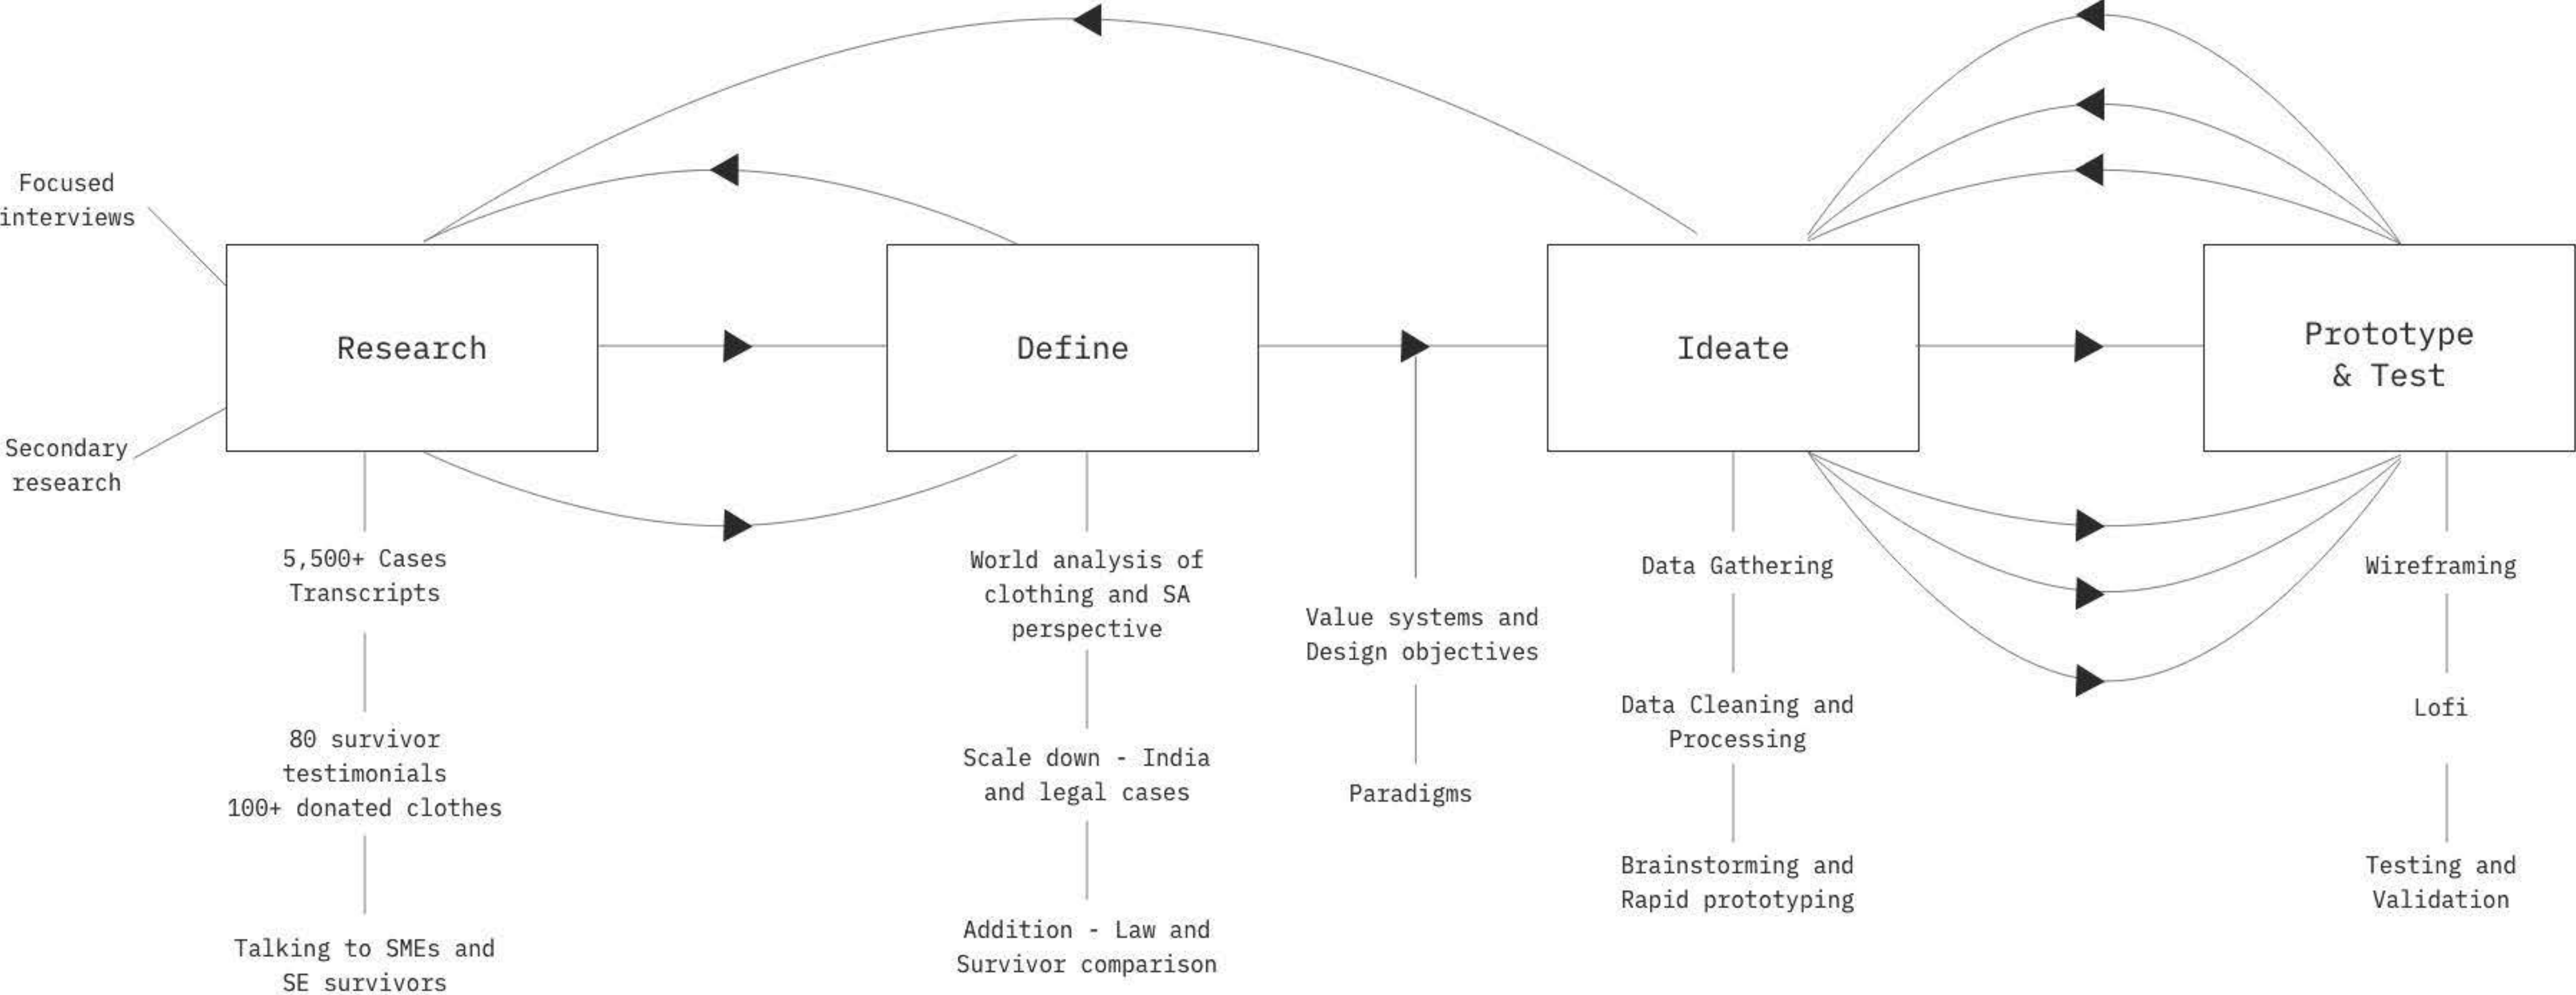 Focused
interviews
Secondary
research
Research
5,500+ Cases
Transcripts
80 survivor
testimonials
100+ donated clothes
Talking to SMEs and
SE survivors
Define
World analysis of
clothing and SA
perspective
Scale down - India
and legal cases
Addition - Law and
Survivor comparison
Value systems and
Design objectives
Paradigms
Ideate
Data Gathering
Data Cleaning and
Processing
Brainstorming and
Rapid prototyping
Prototype
& Test
Wireframing
Lofi
Testing and
Validation